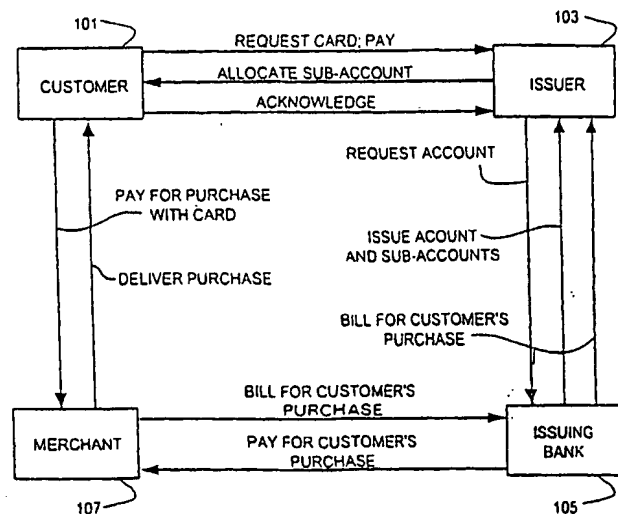 101
REQUEST CARD; PAY
103
CUSTOMER
ALLOCATE SUB-ACCOUNT
ISSUER
ACKNOWLEDGE
REQUEST ACCOUNT
PAY FOR PURCHASE
WITH CARD
ISSUE ACOUNT
AND SUB-ACCOUNTS
DELIVER PURCHASE
BILL FOR CUSTOMER'S
PURCHASE
BILL FOR CUSTOMER'S
PURCHASE
MERCHANT
PAY FOR CUSTOMER'S
PURCHASE
ISSUING
BANK
107
105